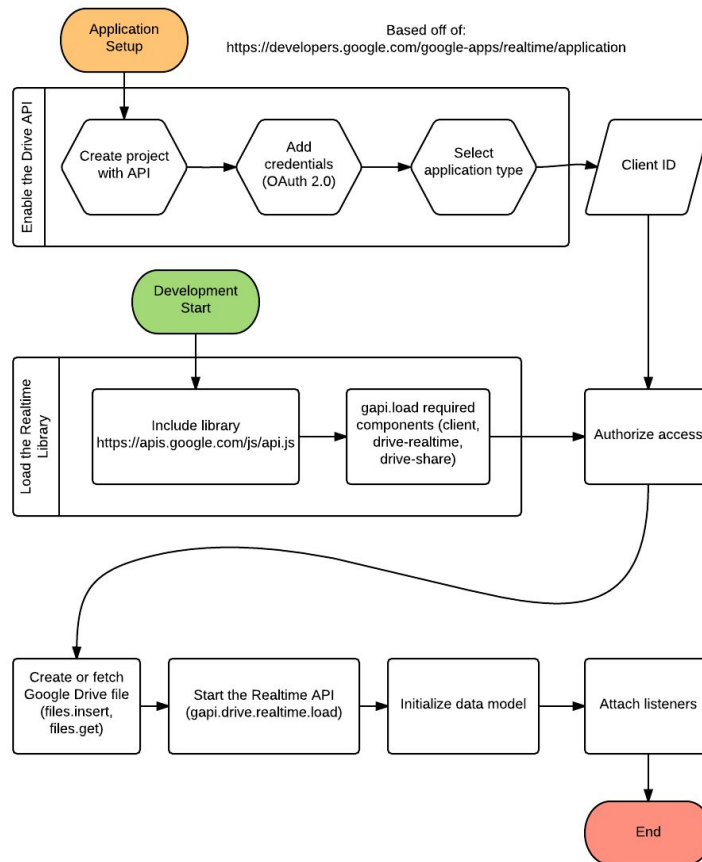 Application
Setup
Based off of:
https://developers.google.com/google-apps/realtime/application
Enable the Drive API
Create project
with API
Add
credentials
(OAuth 2.0)
Select
application type
Client ID
Development
Start
Load the Realtime
Library
Include library
https://apis.google.com/js/api.js
gapi.load required
components (client,
drive-realtime,
drive-share)
Authorize access
Create or fetch
Google Drive file
(files.insert,
files.get)
Start the Realtime API
(gapi.drive.realtime.load)
Initialize data model
Attach listeners
End